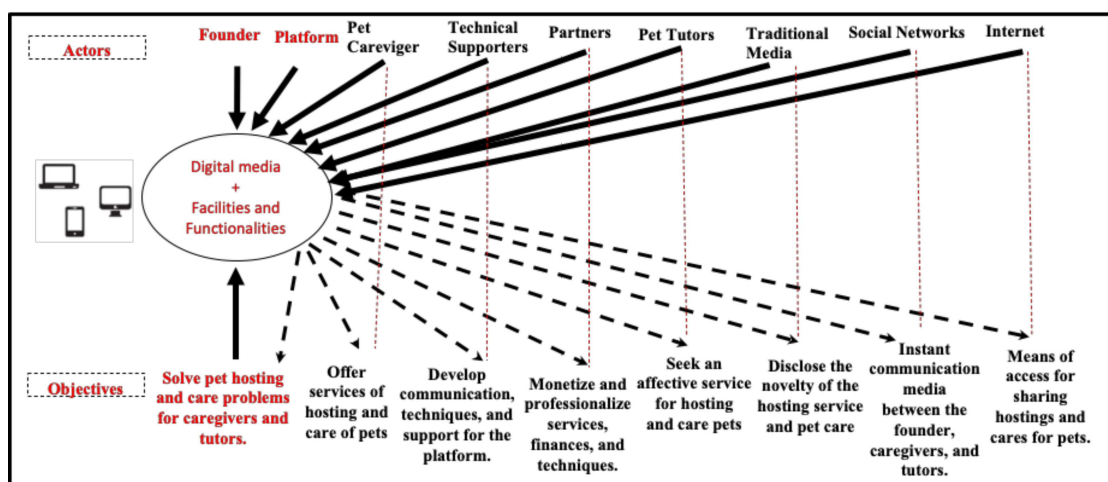 Actors
Founder
Platform
Pet
Careviger
Technical
Supporters
Partners
Pet Tutors
Traditional
Media
Social Networks
Internet
Digital media
+
Facilities and
Functionalities
Objectives
Solve pet hosting
and care problems
for caregivers and
tutors.
Offer
services of
hosting and
care of pets
Develop
communication,
techniques, and
support for the
platform.
Monetize and
professionalize
services,
finances, and
techniques.
Seek an
affective service
for hosting
and care pets
Disclose the
novelty of the
hosting service
and pet care
Instant
communication
media
between the
founder,
caregivers, and
tutors.
Means of
access for
sharing
hostings and
cares for pets.